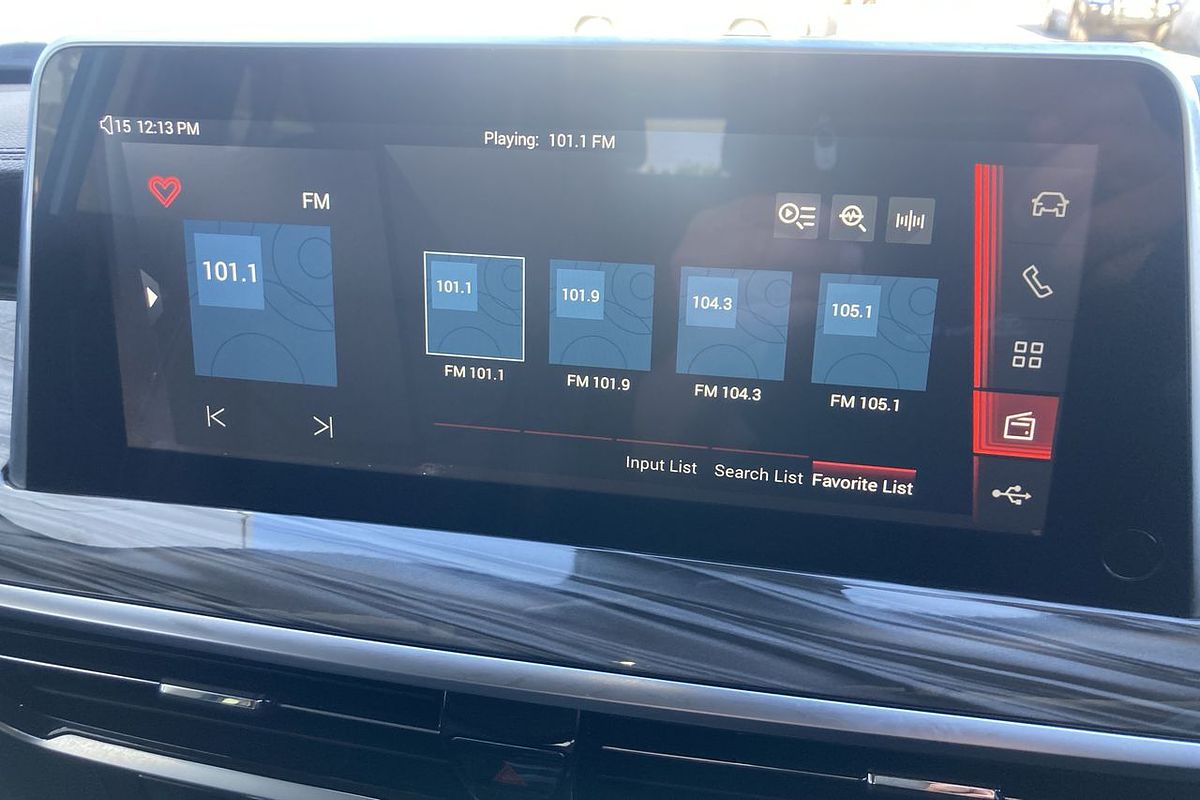 15 12:13 PM
Playing: 101.1 FM
FM
101.1
101.1
101.9
104.3
105.1
FM 101.1
FM 101.9
FM 104.3
FM 105.1
Input List
Search List
Favorite List